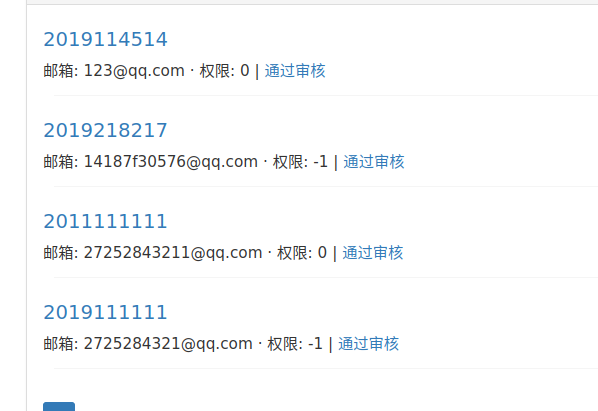 2019114514
邮箱: 123@qq.com · 权限: 0 | 通过审核
2019218217
邮箱: 14187f30576@qq.com · 权限: -1 | 通过审核
2011111111
邮箱: 27252843211@qq.com · 权限: 0 | 通过审核
2019111111
邮箱: 2725284321@qq.com · 权限: -1 | 通过审核